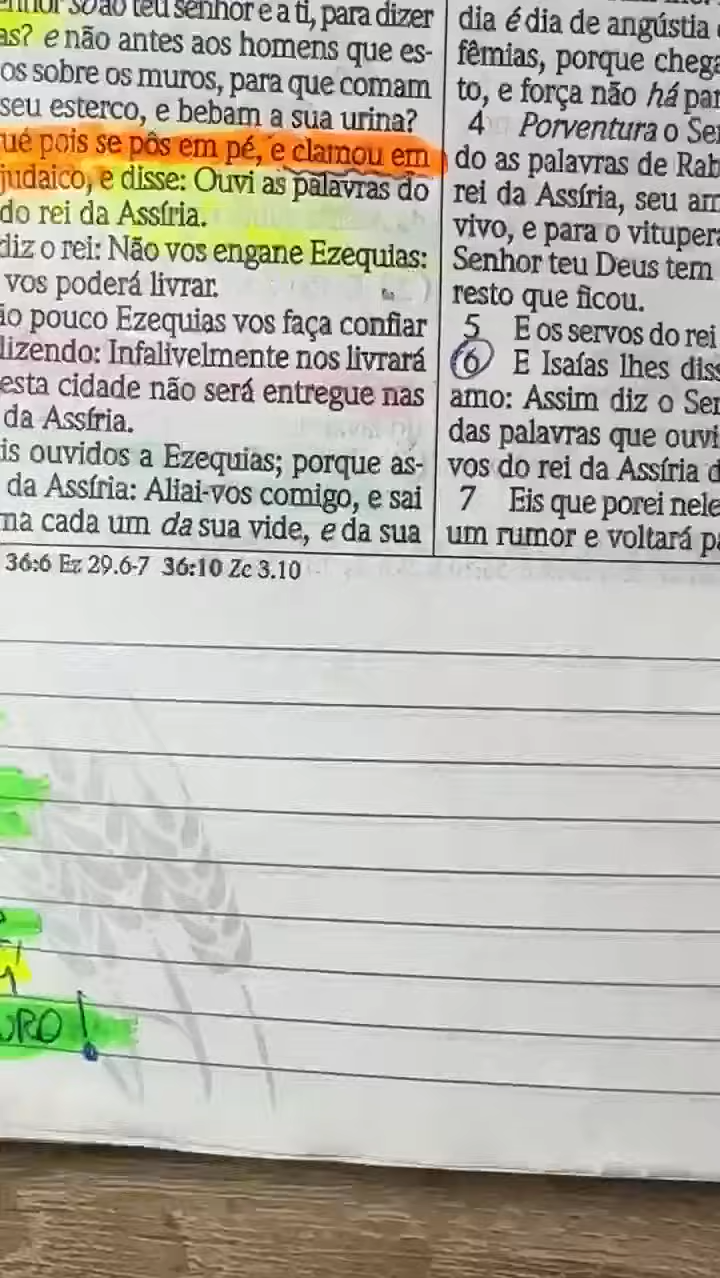 só ao teu senhor e a ti, para dizer
as? e não antes aos homens que es-
os sobre os muros, para que comam
seu esterco, e bebam a sua urina?
ué pois se pôs em pé, e clamou em
judaico, e disse: Ouvi as palavras do
do rei da Assíria.
diz o rei: Não vos engane Ezequias:
vos poderá livrar.
ão pouco Ezequias vos faça confiar
dizendo: Infalivelmente nos livrará
esta cidade não será entregue nas
da Assíria.
is ouvidos a Ezequias; porque as-
da Assíria: Aliai-vos comigo, e sai
ma cada um da sua vide, e da sua
36:6 Ez 29.6-7 36:10 Zc 3.10
dia é dia de angústia
fêmias, porque chega
to, e força não há par
4 Porventura o Se
do as palavras de Rab
rei da Assíria, seu am
vivo, e para o vitupera
Senhor teu Deus tem
resto que ficou.
5 E os servos do rei
6 E Isaías lhes diss
amo: Assim diz o Sen
das palavras que ouvi
vos do rei da Assíria d
7 Eis que porei nele
um rumor e voltará pa
URO!